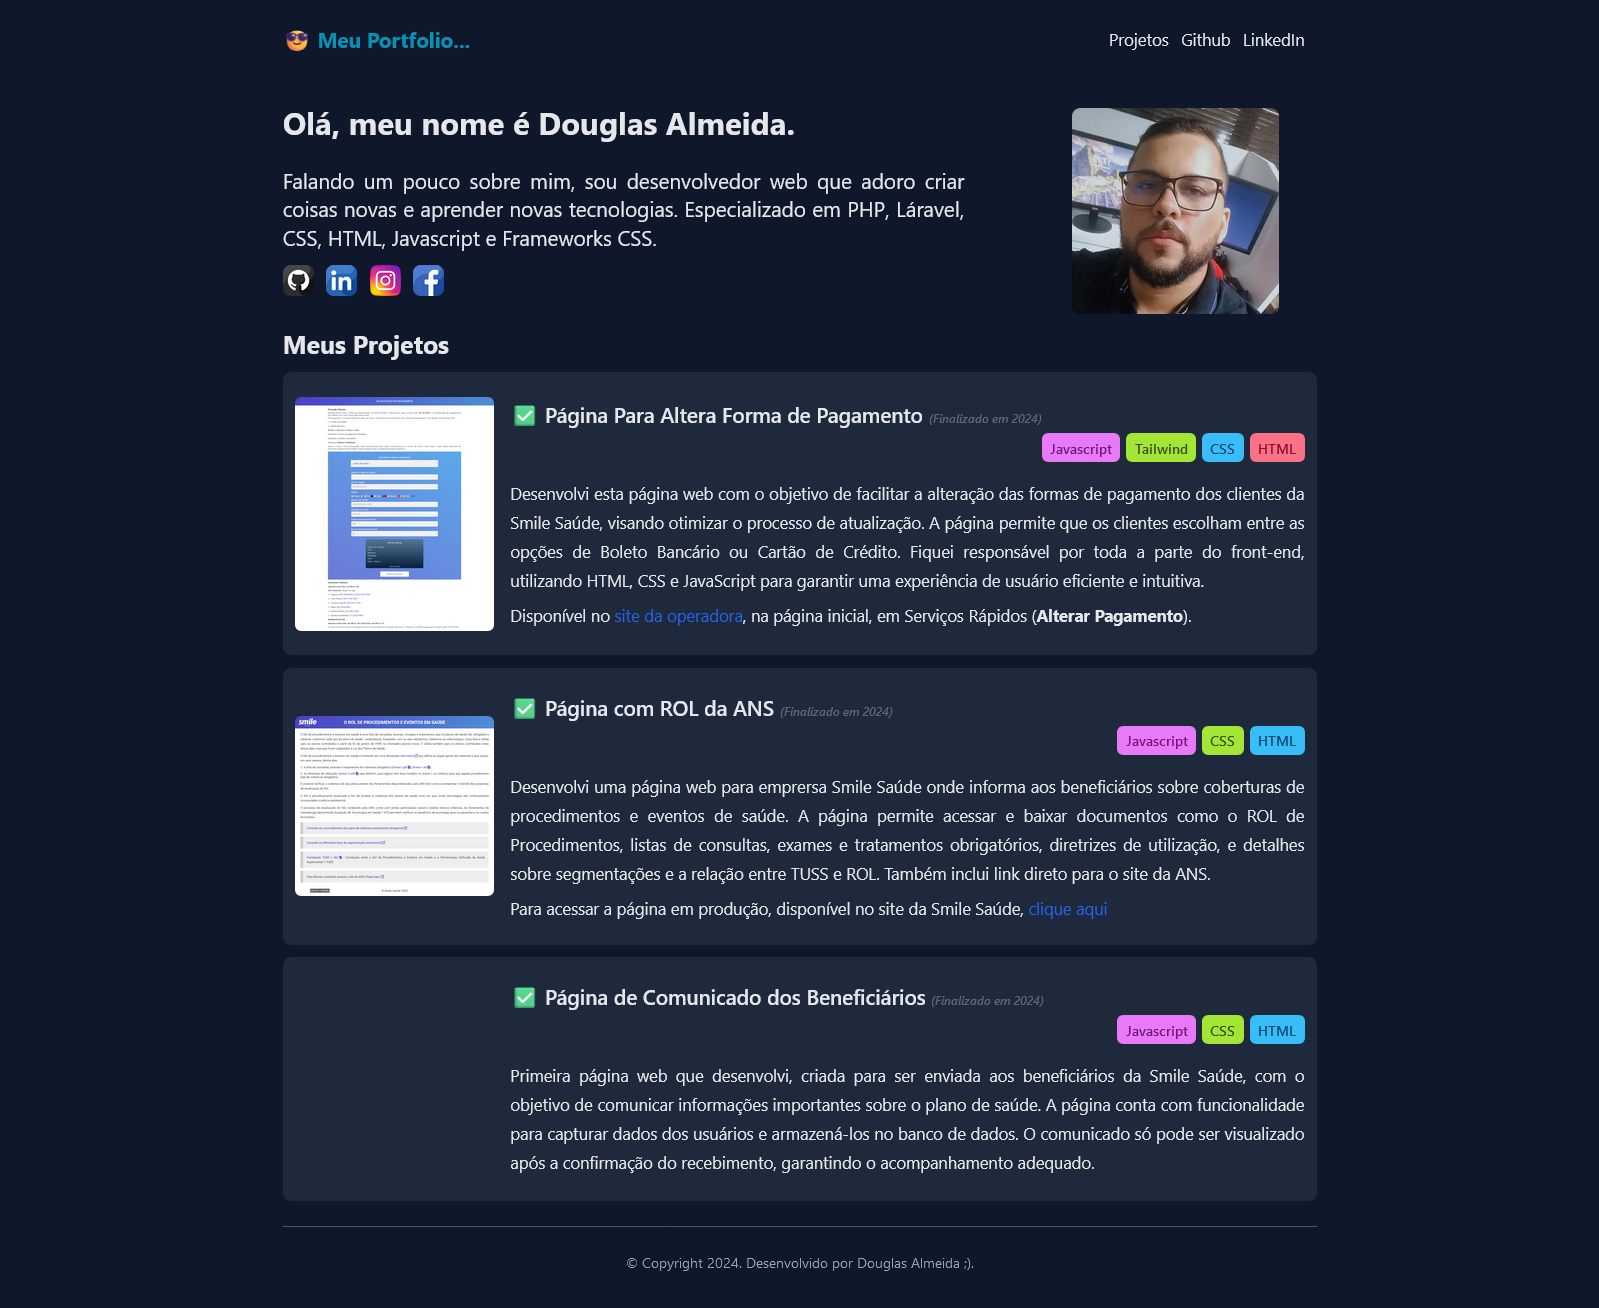 Meu Portfolio...
Projetos Github LinkedIn
Olá, meu nome é Douglas Almeida.
Falando um pouco sobre mim, sou desenvolvedor web que adoro criar
coisas novas e aprender novas tecnologias. Especializado em PHP, Láravel,
CSS, HTML, Javascript e Frameworks CSS.
Meus Projetos
Página Para Altera Forma de Pagamento (Finalizado em 2024)
Javascript Tailwind CSS HTML
Desenvolvi esta página web com o objetivo de facilitar a alteração das formas de pagamento dos clientes da
Smile Saúde, visando otimizar o processo de atualização. A página permite que os clientes escolham entre as
opções de Boleto Bancário ou Cartão de Crédito. Fiquei responsável por toda a parte do front-end,
utilizando HTML, CSS e JavaScript para garantir uma experiência de usuário eficiente e intuitiva.
Disponível no site da operadora, na página inicial, em Serviços Rápidos (Alterar Pagamento).
smile O ROL DE PROCEDIMENTOS E EVENTOS EM SAÚDE
Página com ROL da ANS (Finalizado em 2024)
Javascript CSS HTML
Desenvolvi uma página web para emprersa Smile Saúde onde informa aos beneficiários sobre coberturas de
procedimentos e eventos de saúde. A página permite acessar e baixar documentos como o ROL de
Procedimentos, listas de consultas, exames e tratamentos obrigatórios, diretrizes de utilização, e detalhes
sobre segmentações e a relação entre TUSS e ROL. Também inclui link direto para o site da ANS.
Para acessar a página em produção, disponível no site da Smile Saúde, clique aqui
Página de Comunicado dos Beneficiários (Finalizado em 2024)
Javascript CSS HTML
Primeira página web que desenvolvi, criada para ser enviada aos beneficiários da Smile Saúde, com o
objetivo de comunicar informações importantes sobre o plano de saúde. A página conta com funcionalidade
para capturar dados dos usuários e armazená-los no banco de dados. O comunicado só pode ser visualizado
após a confirmação do recebimento, garantindo o acompanhamento adequado.
© Copyright 2024. Desenvolvido por Douglas Almeida ;).